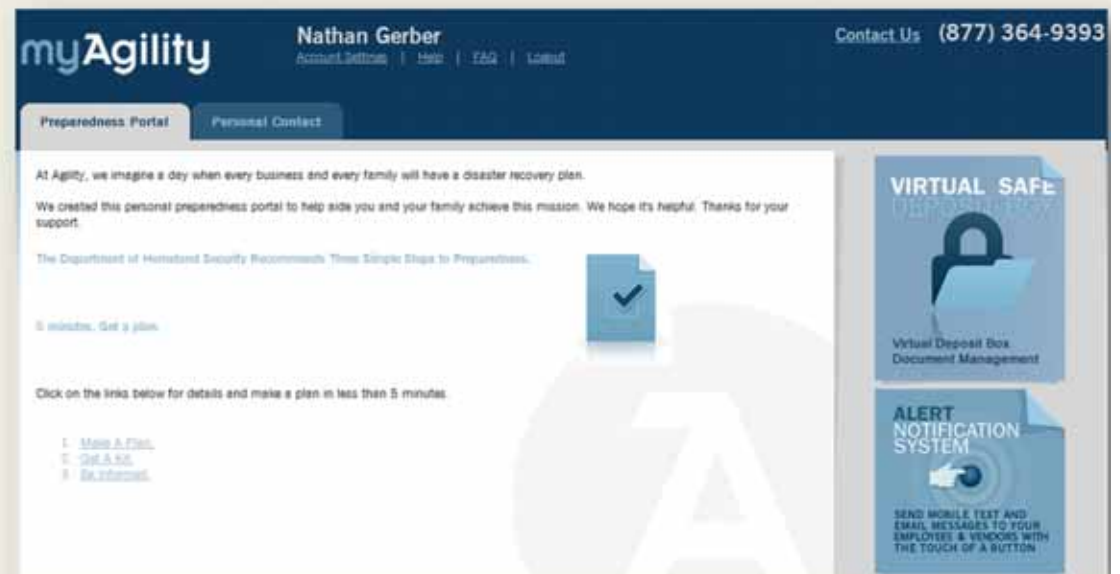 myAgility
Nathan Gerber
Account Settings | Help | FAQ | Logout
Contact Us (877) 364-9393
Preparedness Portal
Personal Contact
At Agility, we imagine a day when every business and every family will have a disaster recovery plan.
We created this personal preparedness portal to help aide you and your family achieve this mission. We hope it's helpful. Thanks for your
support.
The Department of Homeland Security Recommends Three Simple Steps to Preparedness.
5 minutes. Get a plan.
Click on the links below for details and make a plan in less than 5 minutes.
1. Make A Plan.
2. Get A Kit.
3. Be Informed.
VIRTUAL SAFE
DEPOSIT BOX
Virtual Deposit Box
Document Management
ALERT
NOTIFICATION
SYSTEM
SEND MOBILE TEXT AND
EMAIL MESSAGES TO YOUR
EMPLOYEES & VENDORS WITH
THE TOUCH OF A BUTTON